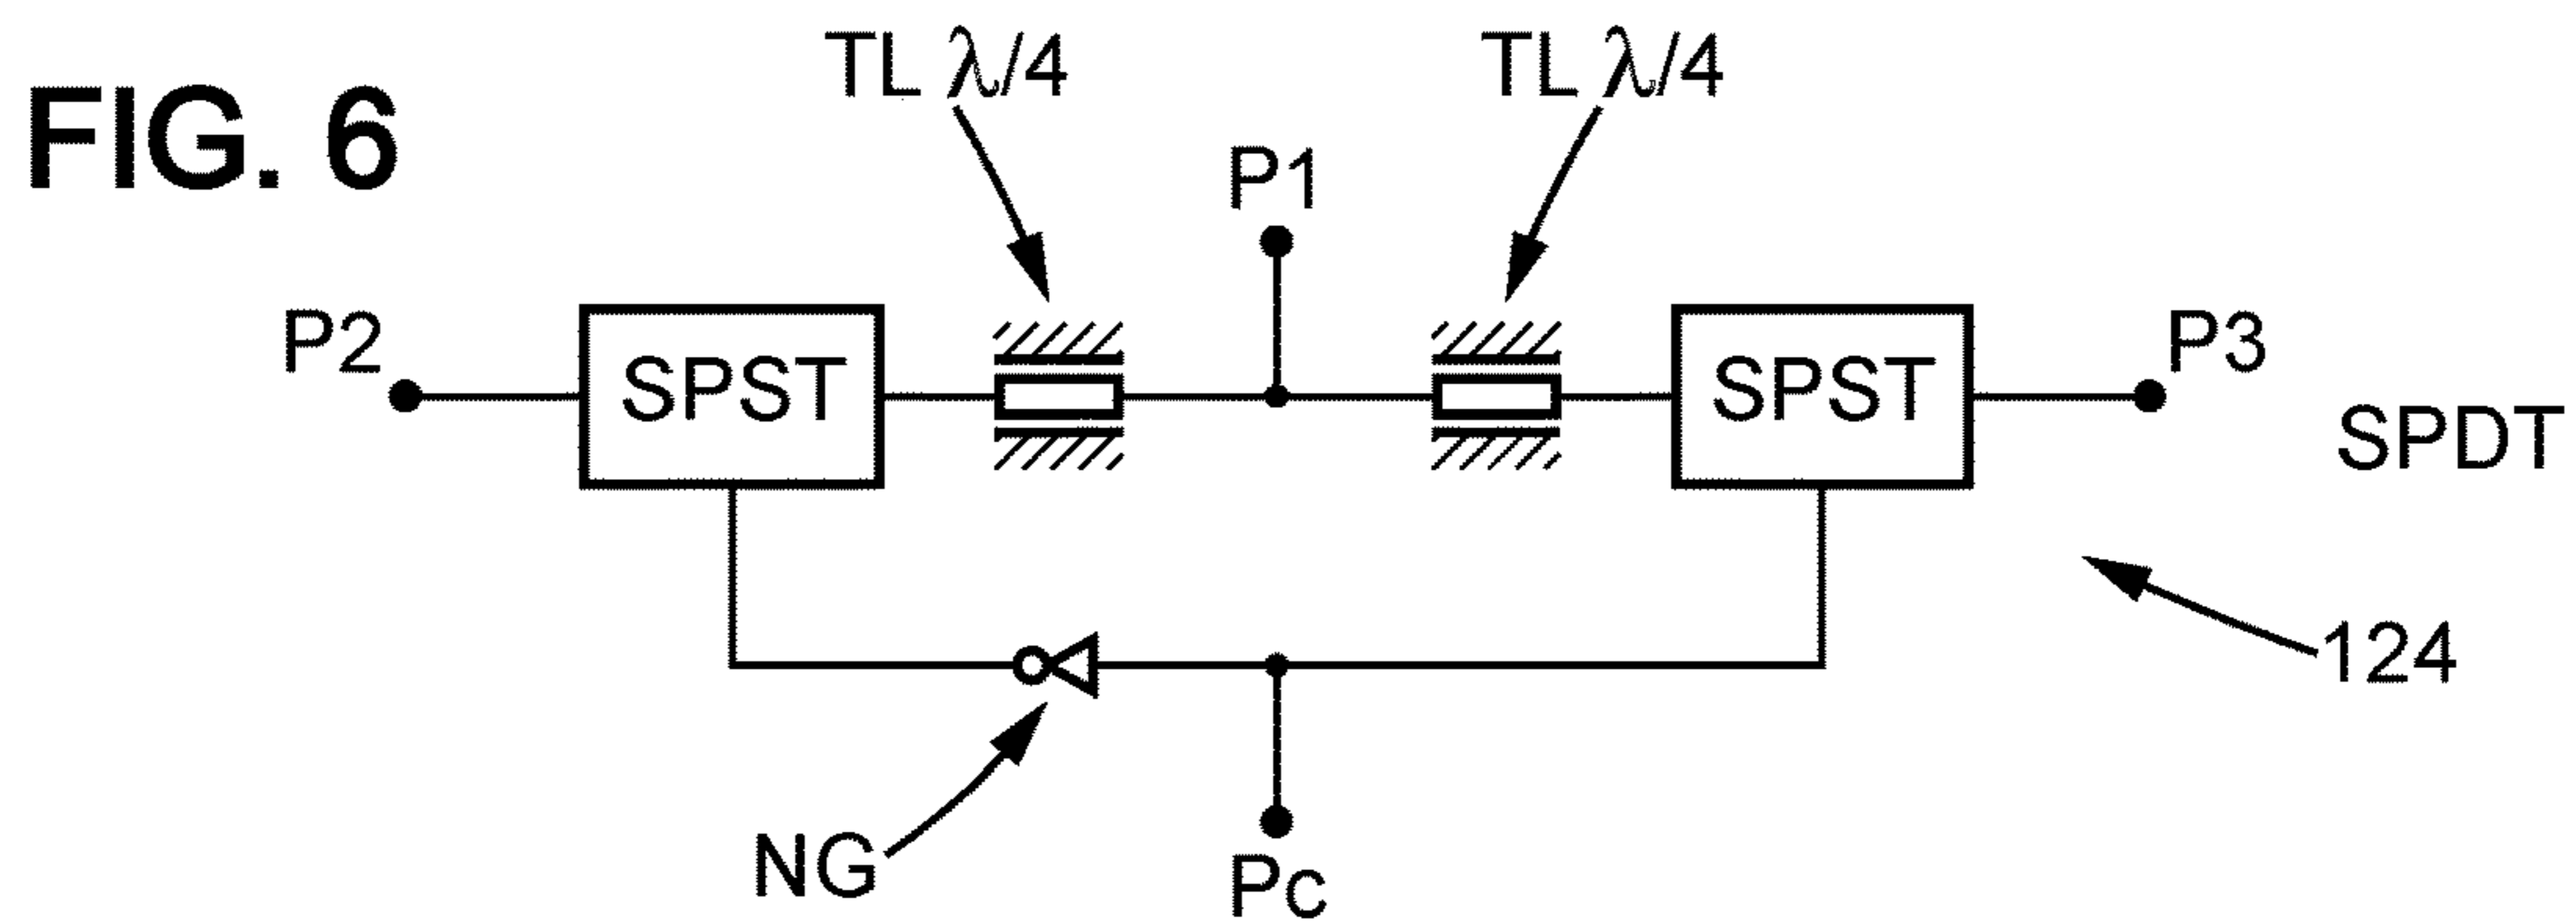 FIG. 6
TL λ/4
TL λ/4
P1
P2
SPST
SPST
P3
SPDT
124
NG
Pc